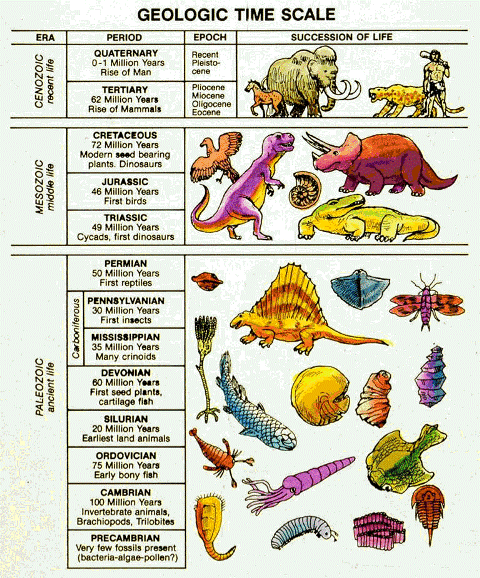 GEOLOGIC TIME SCALE
ERA PERIOD EPOCH SUCCESSION OF LIFE
CENOZOIC
recent life
QUATERNARY
0-1 Million Years
Rise of Man
Recent
Pleisto-
cene
TERTIARY
62 Million Years
Rise of Mammals
Pliocene
Miocene
Oligocene
Eocene
MESOZOIC
middle life
CRETACEOUS
72 Million Years
Modern seed bearing
plants. Dinosaurs
JURASSIC
46 Million Years
First birds
TRIASSIC
49 Million Years
Cycads, first dinosaurs
PALEOZOIC
ancient life
PERMIAN
50 Million Years
First reptiles
Carboniferous
PENNSYLVANIAN
30 Million Years
First insects
MISSISSIPPIAN
35 Million Years
Many crinoids
DEVONIAN
60 Million Years
First seed plants,
cartilage fish
SILURIAN
20 Million Years
Earliest land animals
ORDOVICIAN
75 Million Years
Early bony fish
CAMBRIAN
100 Million Years
Invertebrate animals,
Brachiopods, Trilobites
PRECAMBRIAN
Very few fossils present
(bacteria-algae-pollen?)